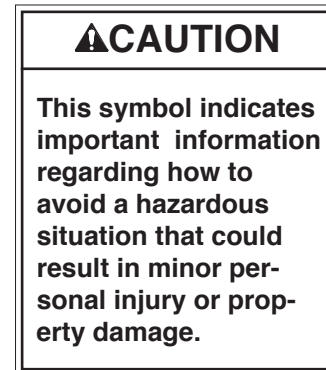 ⚠CAUTION
This symbol indicates
important information
regarding how to
avoid a hazardous
situation that could
result in minor per-
sonal injury or prop-
erty damage.